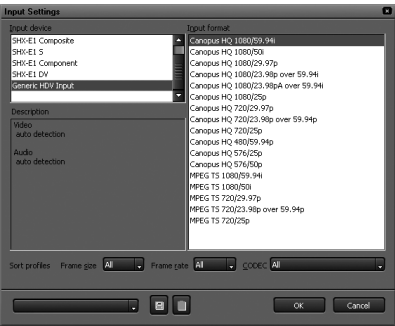 Input Settings
Input device
SHX-E1 Composite
SHX-E1 S
SHX-E1 Component
SHX-E1 DV
Generic HDV Input
Description
Video
auto detection
Audio
auto detection
Input format
Canopus HQ 1080/59.94i
Canopus HQ 1080/50i
Canopus HQ 1080/29.97p
Canopus HQ 1080/23.98p over 59.94i
Canopus HQ 1080/23.98pA over 59.94i
Canopus HQ 1080/25p
Canopus HQ 720/29.97p
Canopus HQ 720/23.98p over 59.94p
Canopus HQ 720/25p
Canopus HQ 480/59.94p
Canopus HQ 576/25p
Canopus HQ 576/50p
MPEG TS 1080/59.94i
MPEG TS 1080/50i
MPEG TS 720/29.97p
MPEG TS 720/23.98p over 59.94p
MPEG TS 720/25p
Sort profiles Frame size All Frame rate All CODEC All
OK Cancel